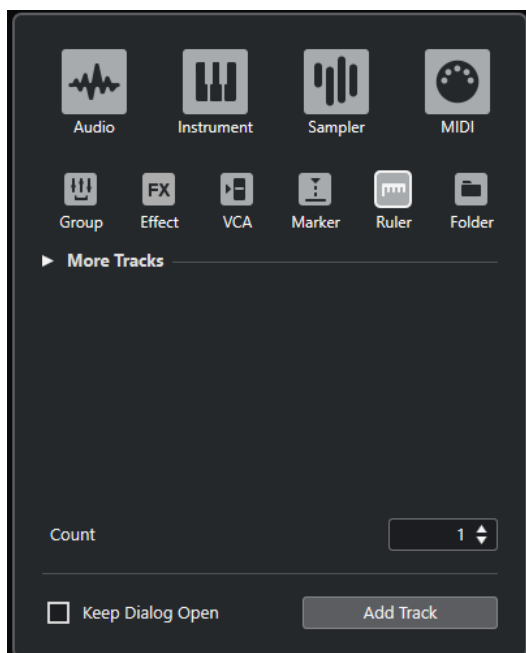 Audio Instrument Sampler MIDI
FX
Group Effect VCA Marker Ruler Folder
More Tracks
Count 1
Keep Dialog Open Add Track